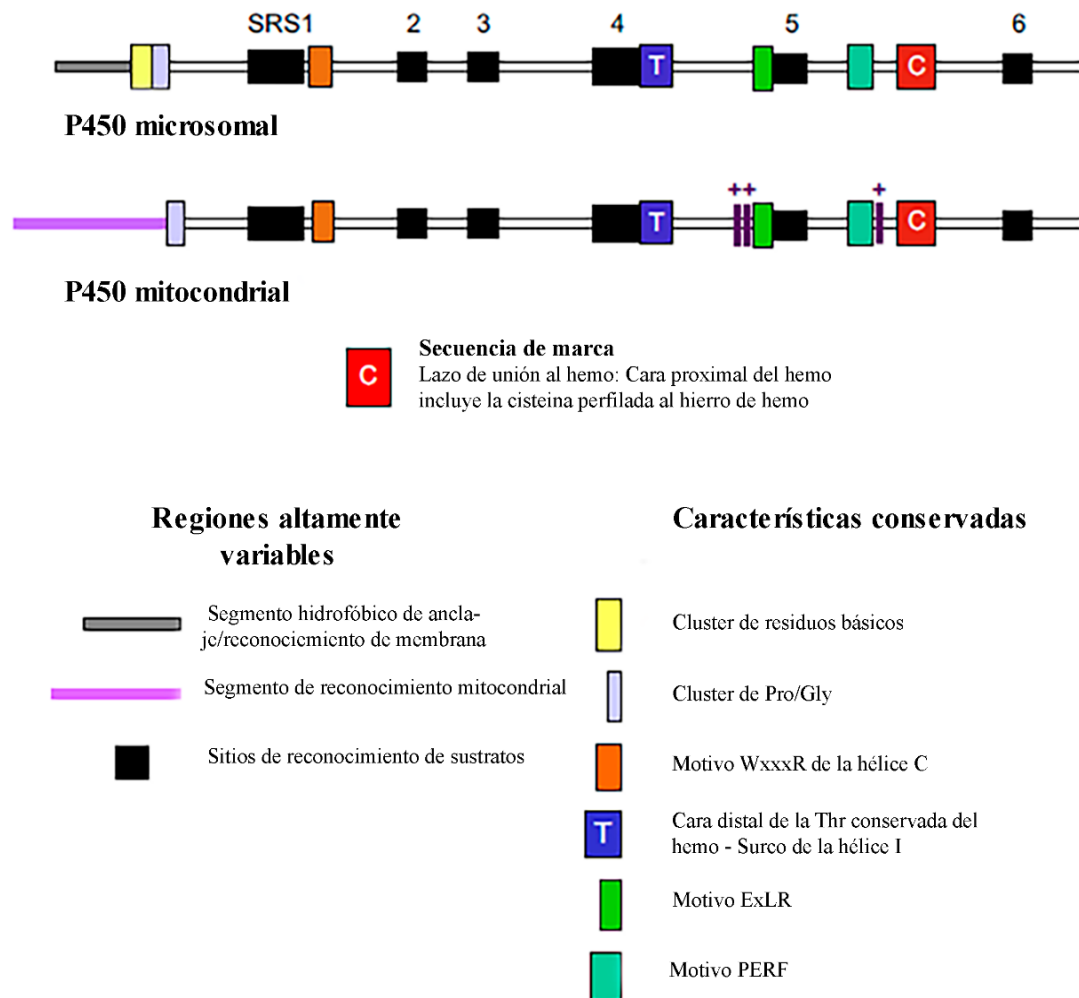 SRS1 2 3 4 5 6
T C
P450 microsomal
++ +
T C
P450 mitocondrial
C
Secuencia de marca
Lazo de unión al hemo: Cara proximal del hemo
incluye la cisteina perfilada al hierro de hemo
Regiones altamente
variables
Segmento hidrofóbico de ancla-
je/reconociemiento de membrana
Segmento de reconocimiento mitocondrial
Sitios de reconocimiento de sustratos
Características conservadas
Cluster de residuos básicos
Cluster de Pro/Gly
Motivo WxxxR de la hélice C
T
Cara distal de la Thr conservada del
hemo - Surco de la hélice I
Motivo ExLR
Motivo PERF